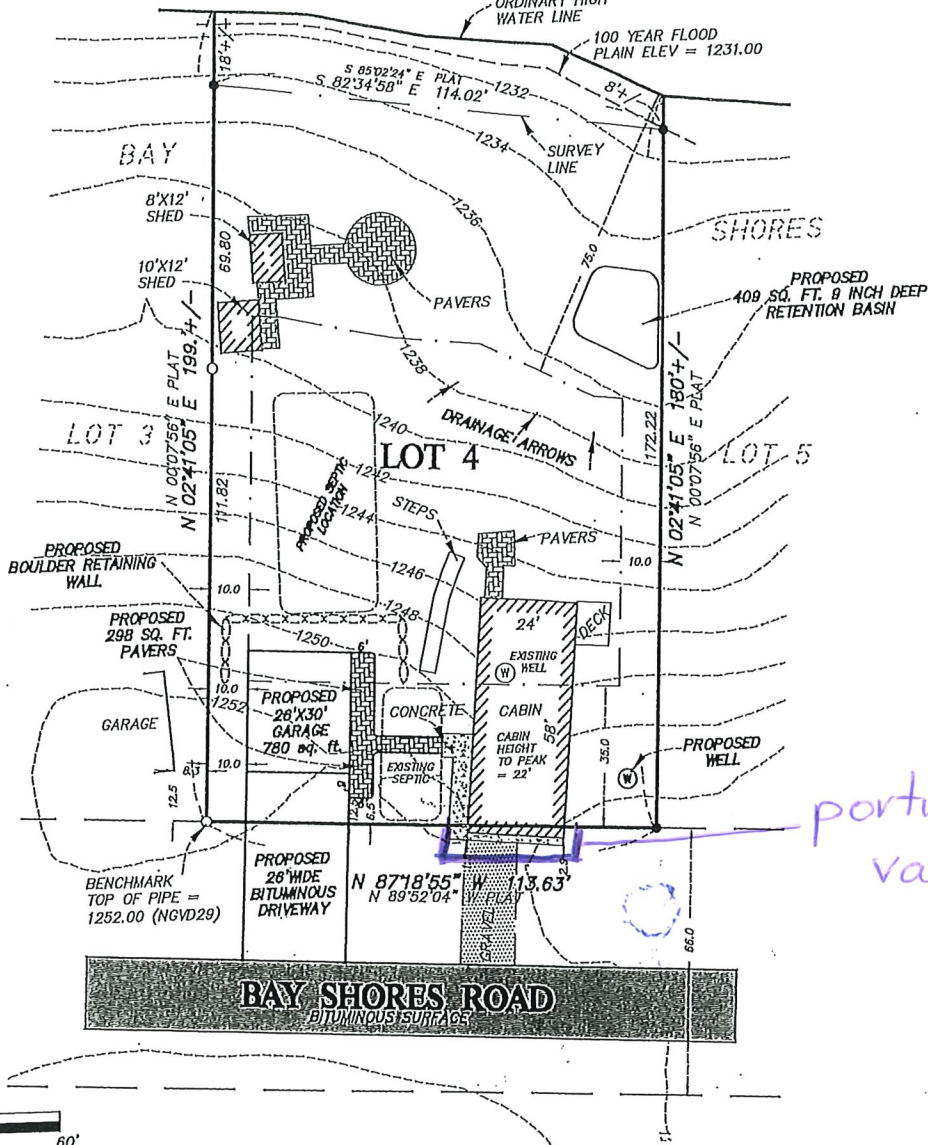 ORDINARY HIGH
WATER LINE
100 YEAR FLOOD
PLAIN ELEV = 1231.00
18'+/-
S 85°02'24" E PLAT
S 82°34'58" E 114.02'
1232
8'+/-
1234
SURVEY
LINE
BAY
8'X12'
SHED
69.80
1236
SHORES
10'X12'
SHED
75.0
PROPOSED
409 SQ. FT. 9 INCH DEEP
RETENTION BASIN
PAVERS
1238
N 00°07'56" E PLAT
N 02°41'05" E 199.'+/-
DRAINAGE ARROWS
172.22
N 02°41'05" E 180'+/-
N 00°07'56" E PLAT
LOT 3
1240
LOT 4
LOT 5
111.82
1242
PROPOSED SEPTIC
LOCATION
1244
STEPS
PAVERS
PROPOSED
BOULDER RETAINING
WALL
1246
10.0
10.0
1248
24'
DECK
PROPOSED
298 SQ. FT.
PAVERS
1250
6'
EXISTING
WELL
W
10.0
1252
PROPOSED
26'X30'
GARAGE
780 sq. ft.
CONCRETE
CABIN
GARAGE
CABIN
HEIGHT
TO PEAK
= 22'
58'
35.0
PROPOSED
WELL
W
10.0
EXISTING
SEPTIC
12.5
6.5
BENCHMARK
TOP OF PIPE =
1252.00 (NGVD29)
PROPOSED
26'WIDE
BITUMINOUS
DRIVEWAY
N 87°18'55" W 113.63'
N 89°52'04" W PLAT
GRAVEL
66.0
BAY SHORES ROAD
BITUMINOUS SURFACE
60'